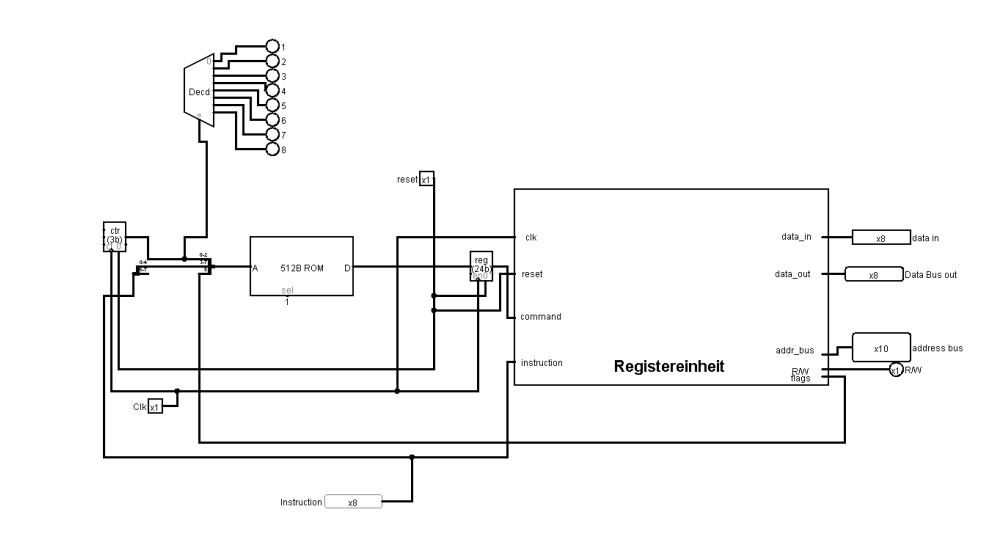 1
0
2
3
Decd
4
5
6
7
8
reset x1
ctr
(3b)
0-2
3-7
8
0-4
A 512B ROM D
sel
1
reg
(24b)
clk
reset
command
instruction
Registereinheit
data_in
data_out
addr_bus
R/W
flags
x8 data in
x8 Data Bus out
x10 address bus
x1 R/W
Clk x1
Instruction x8